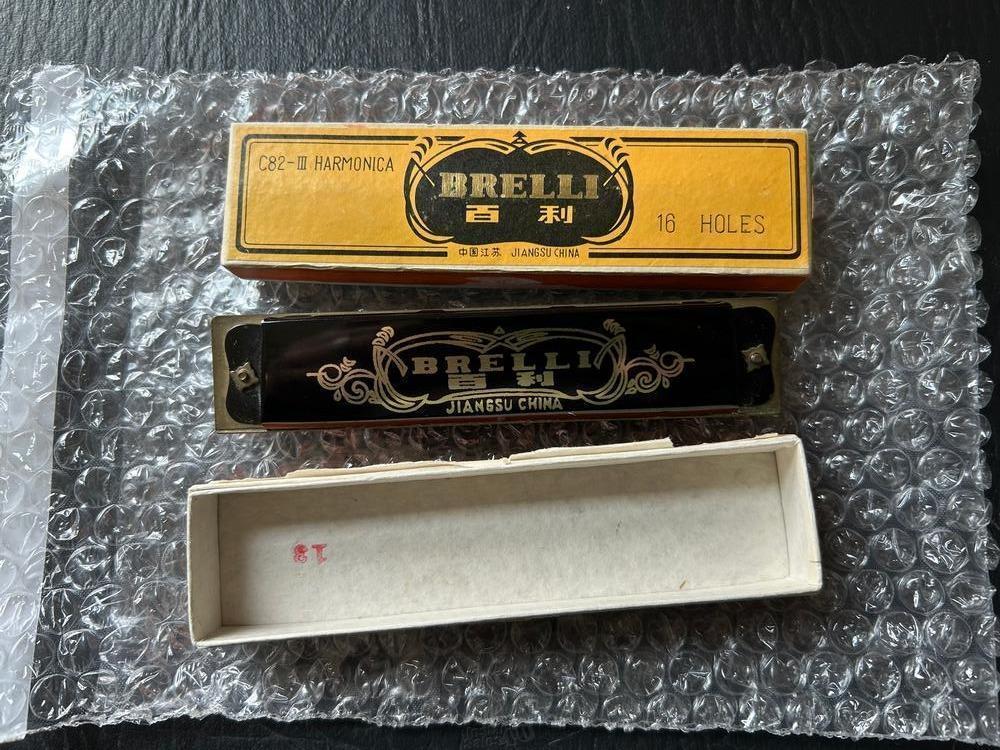 C82-III HARMONICA
BRELLI
百利
16 HOLES
中国江苏 JIANGSU CHINA
BRELLI
百利
JIANGSU CHINA
18